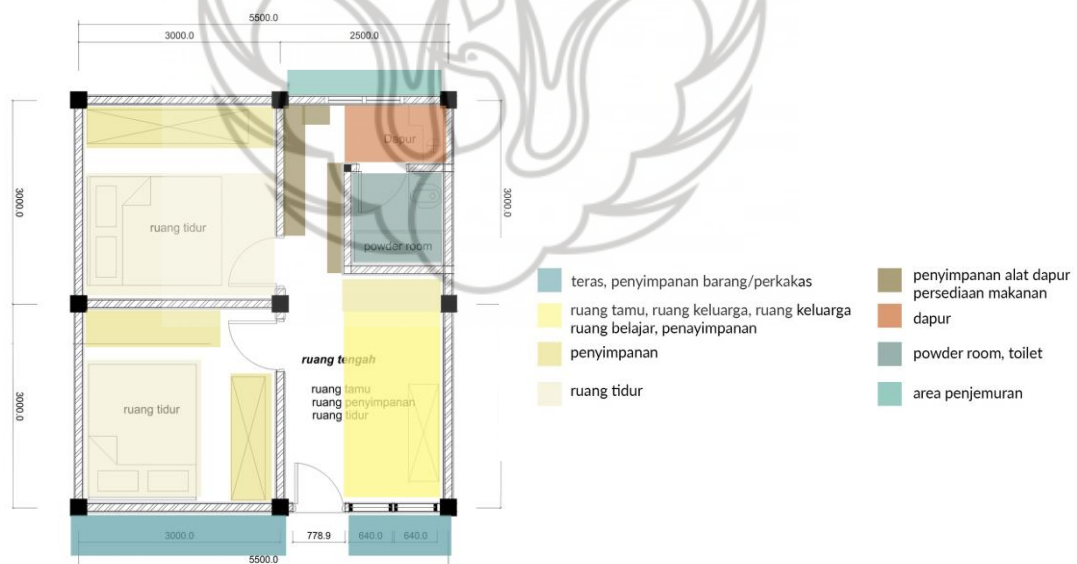 5500.0
3000.0 2500.0
Dapur
3000.0
3000.0
ruang tidur
powder room
3000.0
ruang tengah
ruang tamu
ruang penyimpanan
ruang tidur
ruang tidur
3000.0 778.9 640.0 640.0
5500.0
teras, penyimpanan barang/perkakas
ruang tamu, ruang keluarga, ruang keluarga
ruang belajar, penayimpanan
penyimpanan
ruang tidur
penyimpanan alat dapur
persediaan makanan
dapur
powder room, toilet
area penjemuran